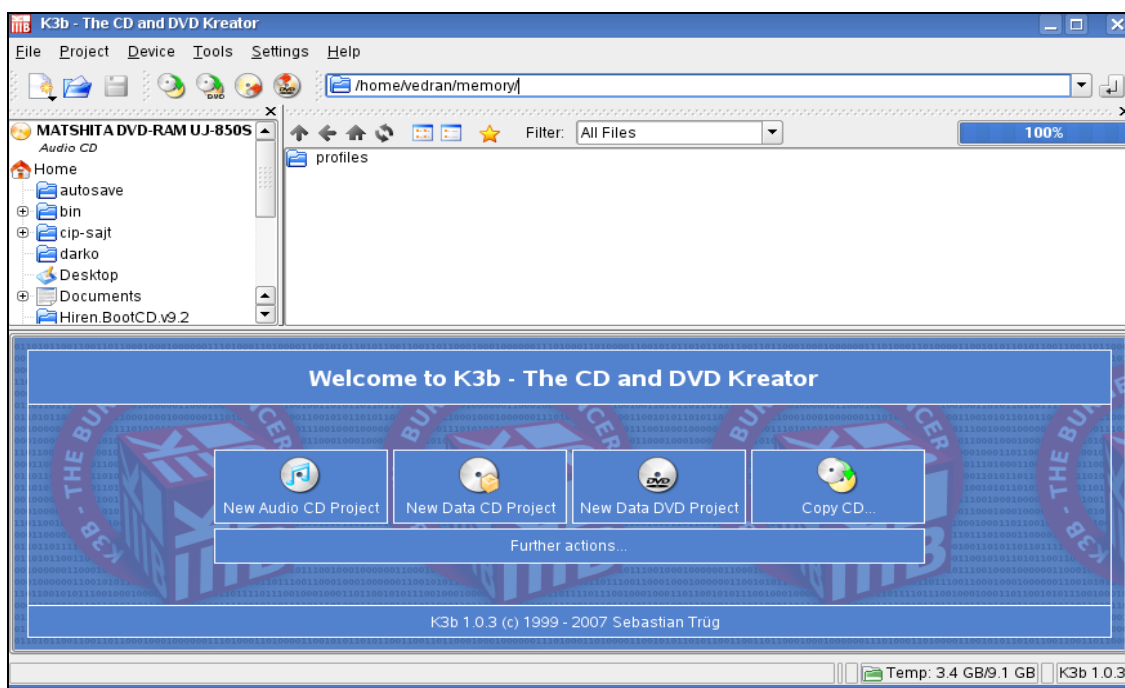 K3b - The CD and DVD Kreator
File Project Device Tools Settings Help
/home/vedran/memory/
MATSHITA DVD-RAM UJ-850S
Audio CD
Filter: All Files 100%
Home
profiles
autosave
bin
cip-sajt
darko
Desktop
Documents
Hiren.BootCD.v9.2
Welcome to K3b - The CD and DVD Kreator
New Audio CD Project New Data CD Project New Data DVD Project Copy CD...
Further actions...
K3b 1.0.3 (c) 1999 - 2007 Sebastian Trüg
Temp: 3.4 GB/9.1 GB K3b 1.0.3